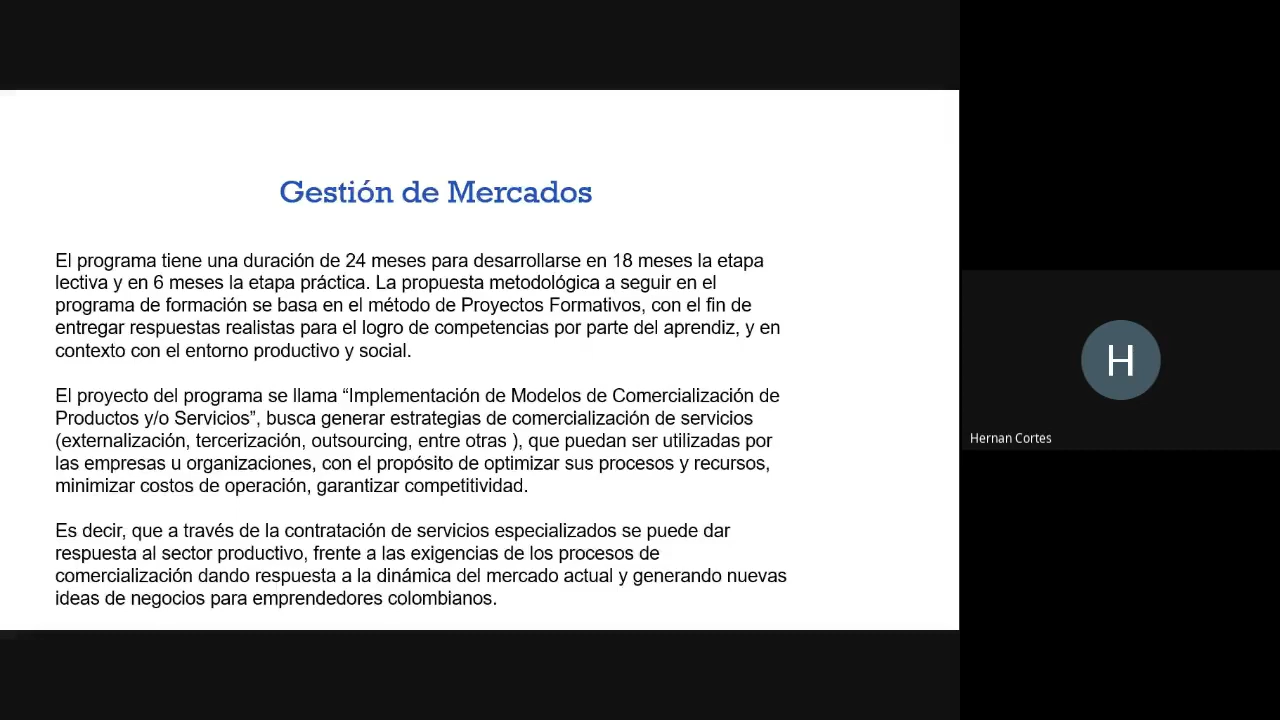 Gestión de Mercados
El programa tiene una duración de 24 meses para desarrollarse en 18 meses la etapa
lectiva y en 6 meses la etapa práctica. La propuesta metodológica a seguir en el
programa de formación se basa en el método de Proyectos Formativos, con el fin de
entregar respuestas realistas para el logro de competencias por parte del aprendiz, y en
contexto con el entorno productivo y social.
El proyecto del programa se llama “Implementación de Modelos de Comercialización de
Productos y/o Servicios”, busca generar estrategias de comercialización de servicios
(externalización, tercerización, outsourcing, entre otras ), que puedan ser utilizadas por
las empresas u organizaciones, con el propósito de optimizar sus procesos y recursos,
minimizar costos de operación, garantizar competitividad.
Es decir, que a través de la contratación de servicios especializados se puede dar
respuesta al sector productivo, frente a las exigencias de los procesos de
comercialización dando respuesta a la dinámica del mercado actual y generando nuevas
ideas de negocios para emprendedores colombianos.
H
Hernan Cortes